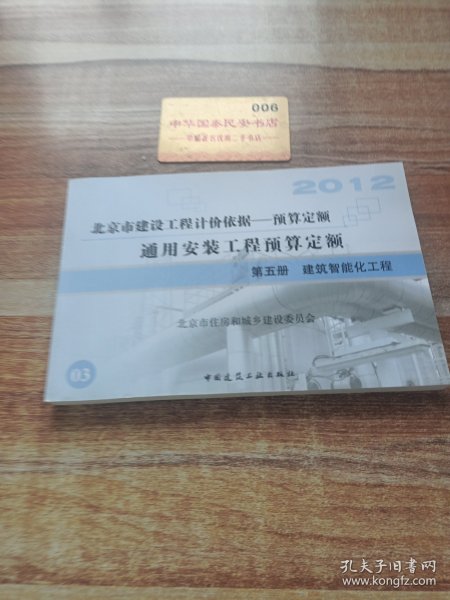 006
中华国泰民安书店
2012
北京市建设工程计价依据——预算定额
通用安装工程预算定额
第五册 建筑智能化工程
北京市住房和城乡建设委员会
03
中国建筑工业出版社
孔夫子旧书网
www.kongfz.com